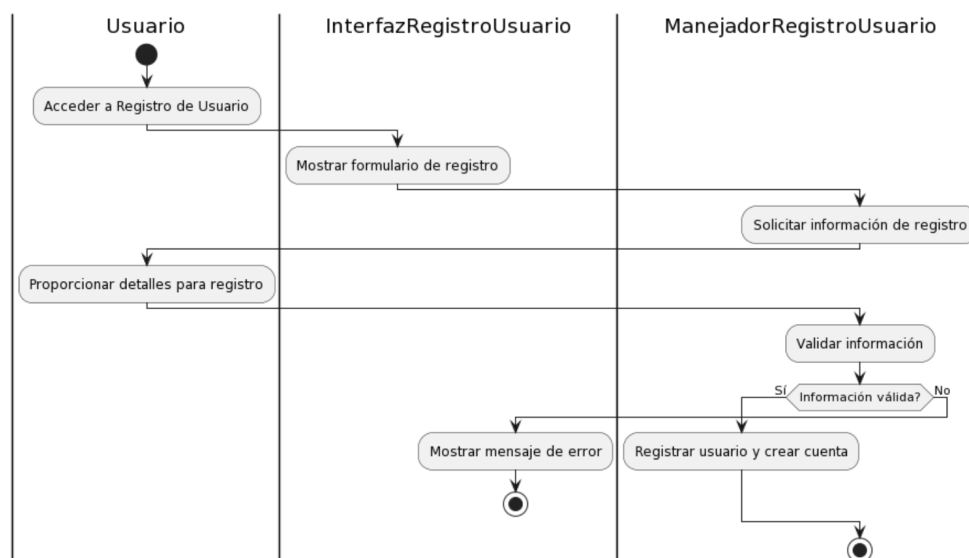 Usuario
InterfazRegistroUsuario
ManejadorRegistroUsuario
Acceder a Registro de Usuario
Mostrar formulario de registro
Solicitar información de registro
Proporcionar detalles para registro
Validar información
Sí
Información válida?
No
Mostrar mensaje de error
Registrar usuario y crear cuenta